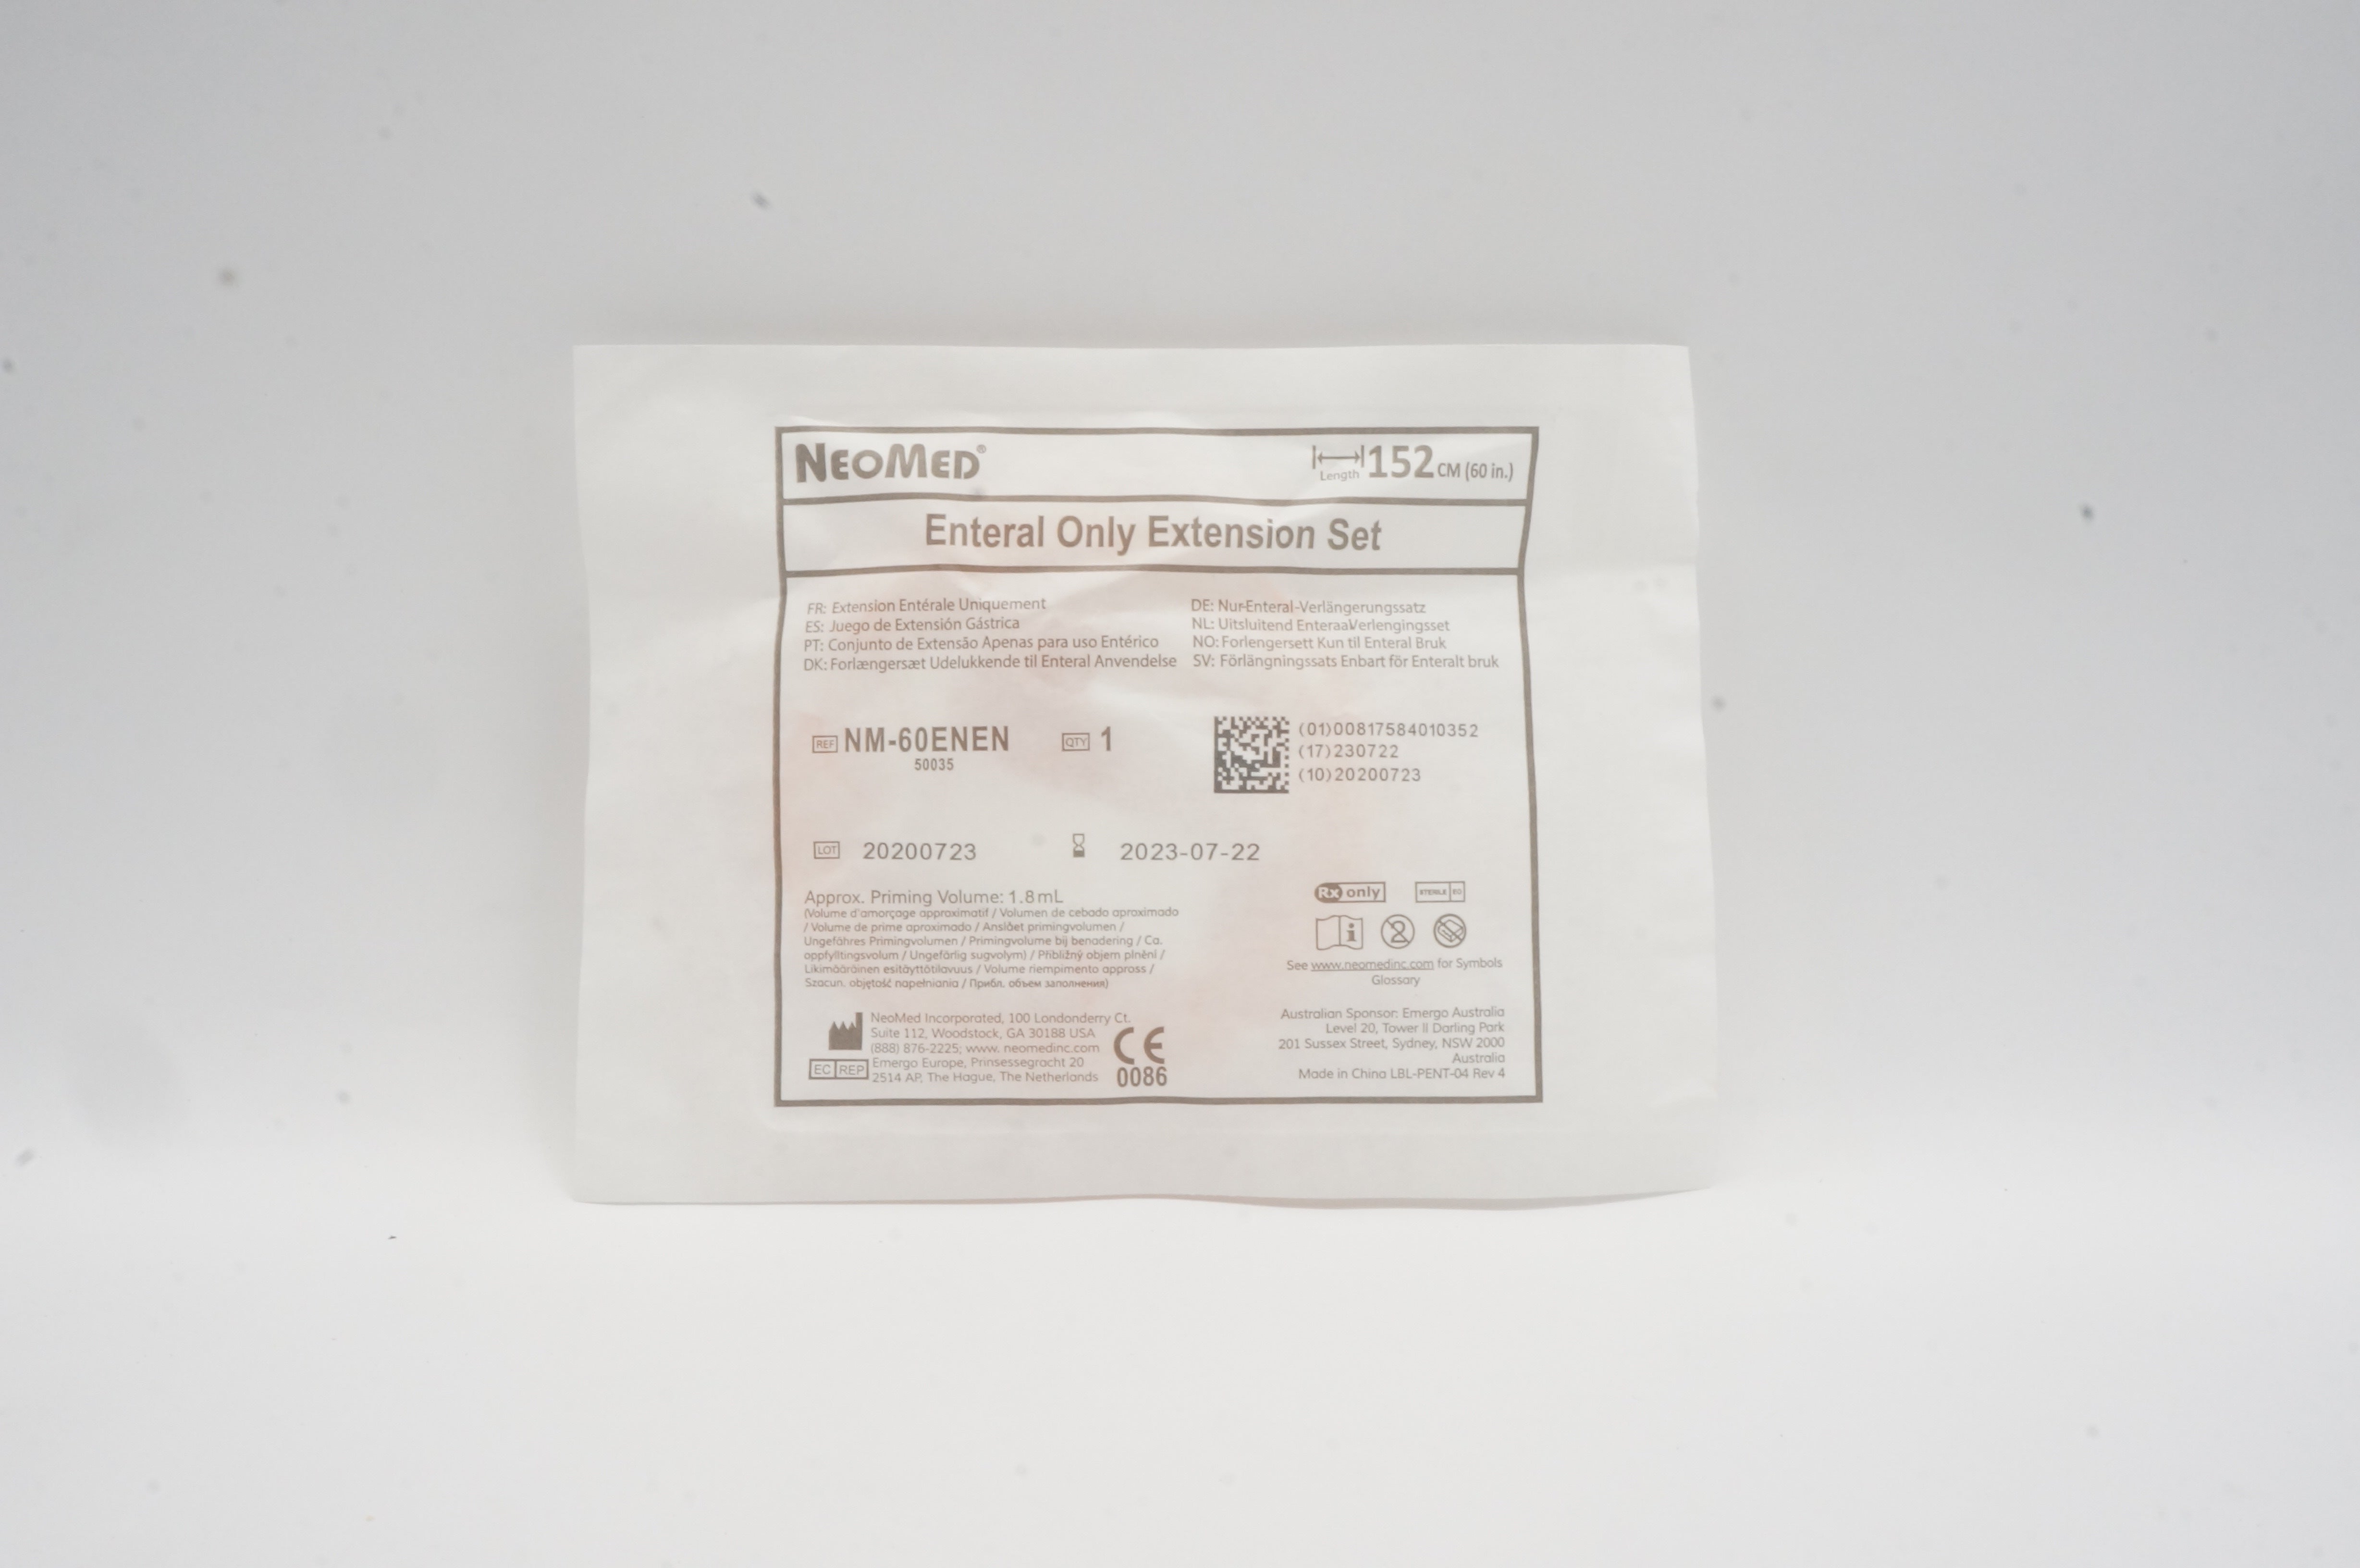 NEOMED®
Length 152 CM (60 in.)
Enteral Only Extension Set
FR: Extension Entérale Uniquement
ES: Juego de Extensión Gástrica
PT: Conjunto de Extensão Apenas para uso Entérico
DK: Forlængersæt Udelukkende til Enteral Anvendelse
DE: Nur-Enteral-Verlängerungssatz
NL: Uitsluitend EnteraaVerlengingsset
NO: Forlengersett Kun til Enteral Bruk
SV: Förlängningssats Enbart för Enteralt bruk
REF NM-60ENEN
50035
QTY 1
(01)00817584010352
(17)230722
(10)20200723
LOT 20200723
2023-07-22
Approx. Priming Volume: 1.8mL
(Volume d'amorçage approximatif / Volumen de cebado aproximado
/ Volume de prime aproximado / Anslået primingvolumen /
Ungefähres Primingvolumen / Primingvolume bij benadering / Ca.
oppfylltingsvolum / Ungefärlig sugvolym) / Přibližný objem plnění /
Likimääräinen esitäyttötilavuus / Volume riempimento appross /
Szacun. objętość napełniania / Прибл. объем заполнения)
Rx only
STERILE EO
See www.neomedinc.com for Symbols
Glossary
NeoMed Incorporated, 100 Londonderry Ct.
Suite 112, Woodstock, GA 30188 USA
(888) 876-2225; www. neomedinc.com
EC REP Emergo Europe, Prinsessegracht 20
2514 AP, The Hague, The Netherlands
CE
0086
Australian Sponsor: Emergo Australia
Level 20, Tower II Darling Park
201 Sussex Street, Sydney, NSW 2000
Australia
Made in China LBL-PENT-04 Rev 4